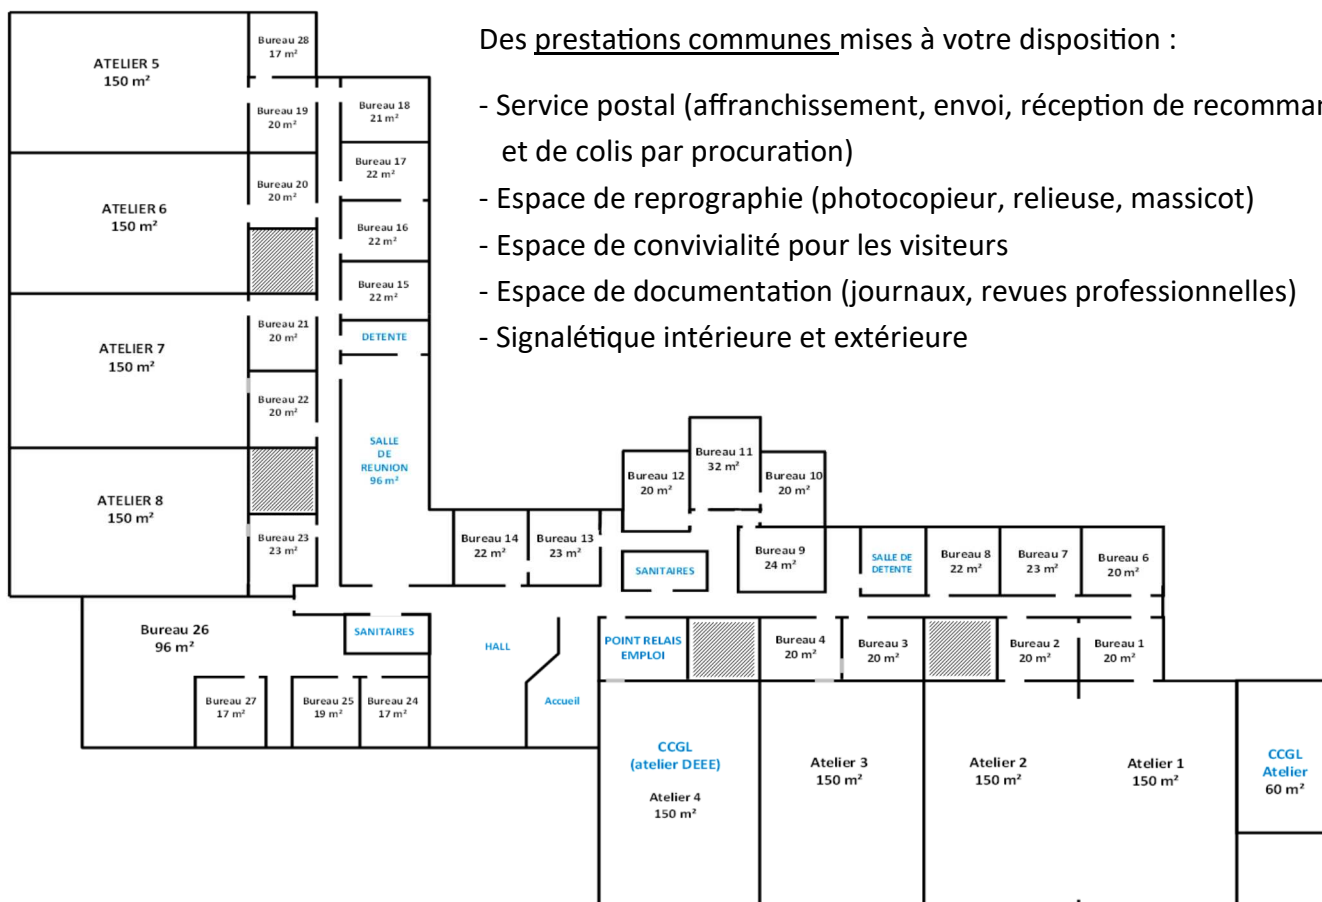 Des prestations communes mises à votre disposition :
- Service postal (affranchissement, envoi, réception de
et de colis par procuration)
- Espace de reprographie (photocopieur, relieuse, massicot)
- Espace de convivialité pour les visiteurs
- Espace de documentation (journaux, revues professionnelles)
- Signalétique intérieure et extérieure
ATELIER 5
150 m²
Bureau 28
17 m²
Bureau 19
20 m²
Bureau 18
21 m²
Bureau 17
22 m²
ATELIER 6
150 m²
Bureau 20
20 m²
Bureau 16
22 m²
Bureau 15
22 m²
ATELIER 7
150 m²
Bureau 21
20 m²
DETENTE
Bureau 22
20 m²
SALLE
DE
REUNION
96 m²
ATELIER 8
150 m²
Bureau 23
23 m²
Bureau 14
22 m²
Bureau 13
23 m²
Bureau 12
20 m²
Bureau 11
32 m²
Bureau 10
20 m²
Bureau 9
24 m²
SANITAIRES
SALLE DE
DETENTE
Bureau 8
22 m²
Bureau 7
23 m²
Bureau 6
20 m²
Bureau 26
96 m²
SANITAIRES
HALL
POINT RELAIS
EMPLOI
Bureau 4
20 m²
Bureau 3
20 m²
Bureau 2
20 m²
Bureau 1
20 m²
Bureau 27
17 m²
Bureau 25
19 m²
Bureau 24
17 m²
Accueil
CCGL
(atelier DEEE)
Atelier 4
150 m²
Atelier 3
150 m²
Atelier 2
150 m²
Atelier 1
150 m²
CCGL
Atelier
60 m²